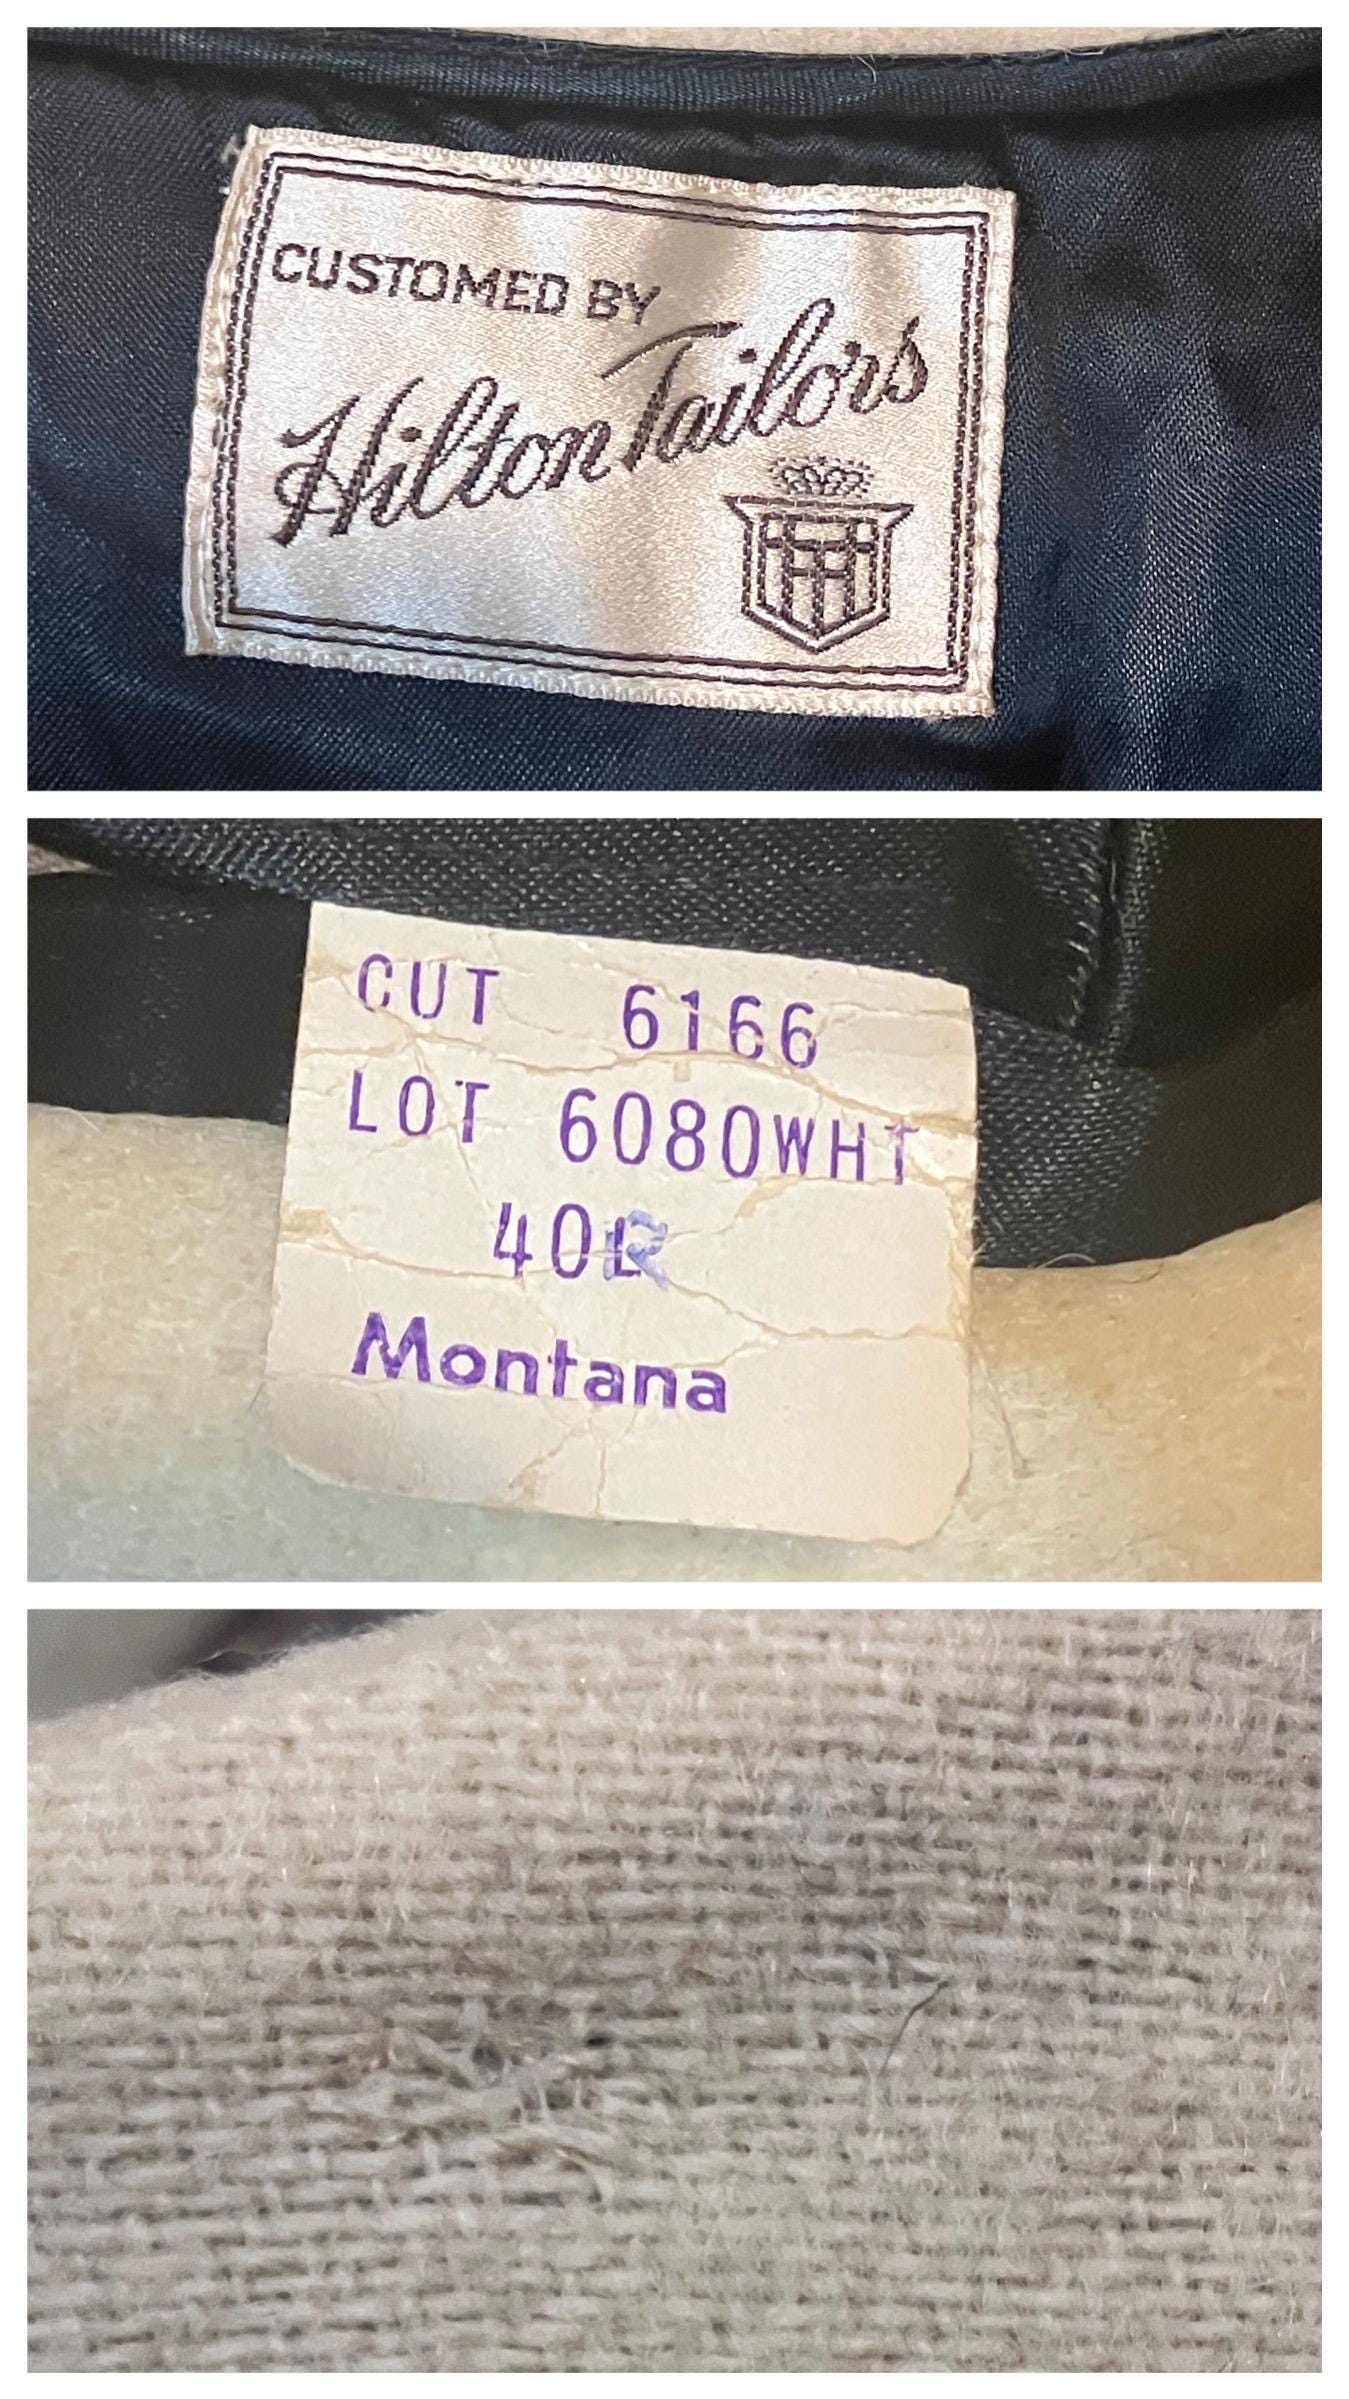 CUSTOMED BY
Hilton Tailors
CUT 6166
LOT 6080WHT
40R
Montana